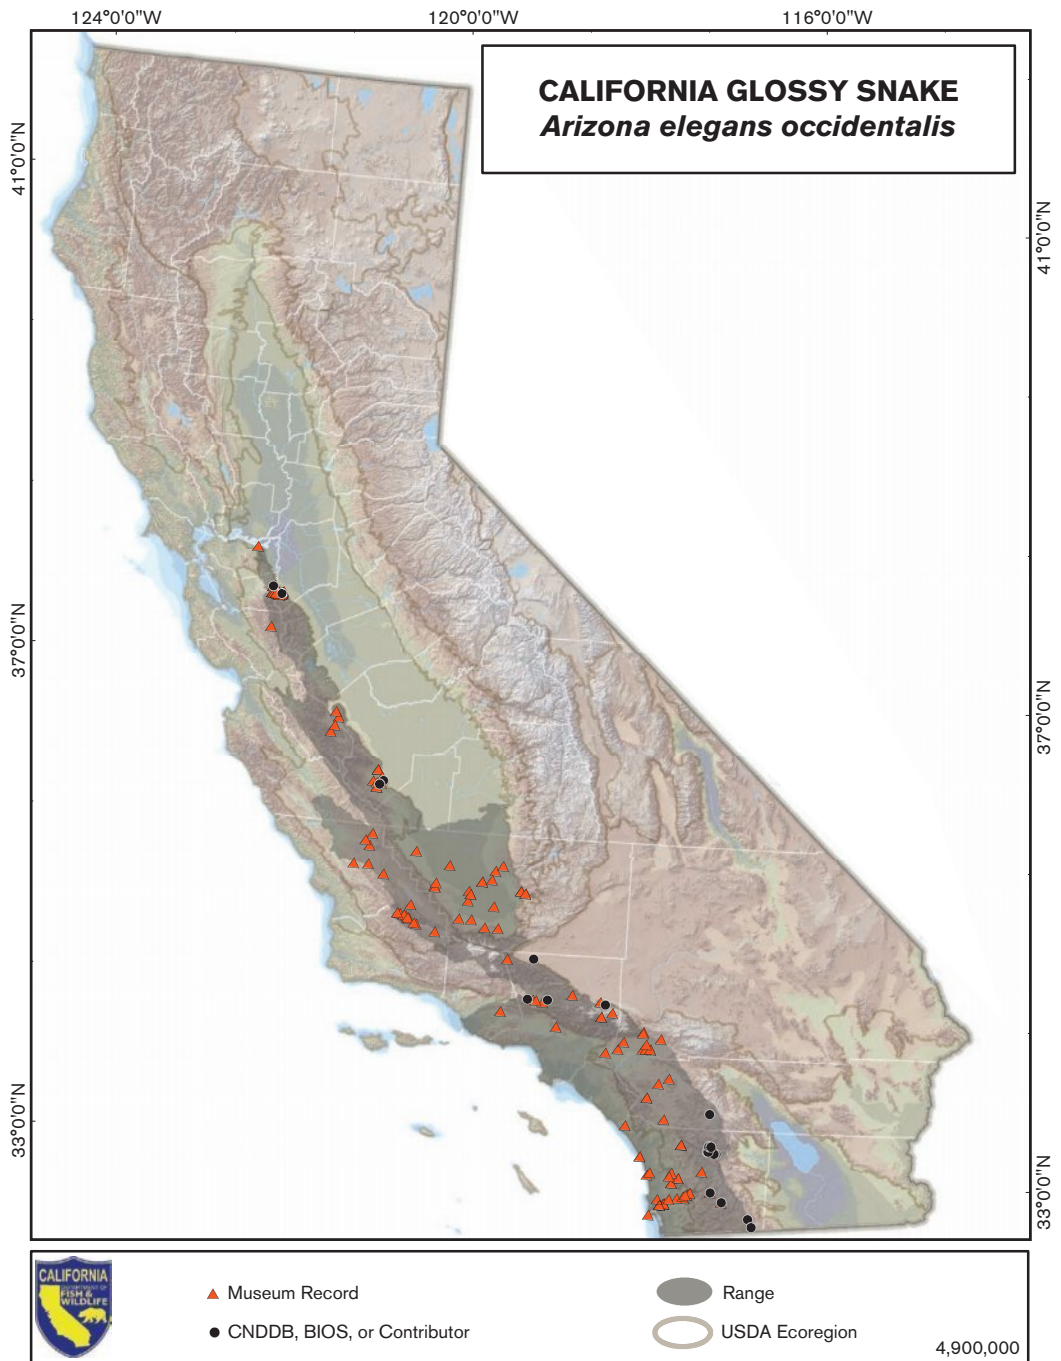 124°0'0"W 120°0'0"W 116°0'0"W
CALIFORNIA GLOSSY SNAKE
Arizona elegans occidentalis
41°0'0"N
41°0'0"N
37°0'0"N
37°0'0"N
33°0'0"N
33°0'0"N
CALIFORNIA
DEPARTMENT OF
FISH &
WILDLIFE
Museum Record
Range
CNDDB, BIOS, or Contributor
USDA Ecoregion
4,900,000